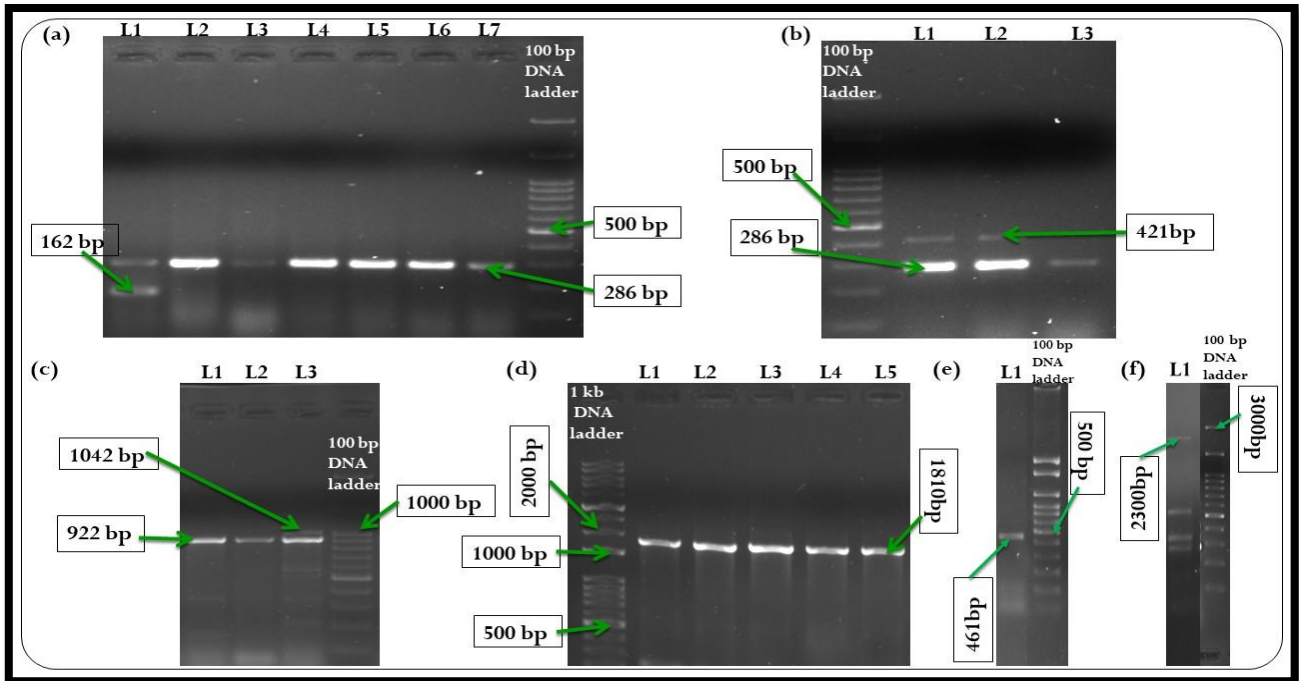 (a)
L1 L2 L3 L4 L5 L6 L7
100 bp
DNA
ladder
162 bp
500 bp
286 bp
(b)
L1 L2 L3
100 bp
DNA
ladder
500 bp
286 bp
421bp
(c)
L1 L2 L3
100 bp
DNA
ladder
1042 bp
922 bp
1000 bp
(d)
L1 L2 L3 L4 L5
1 kb
DNA
ladder
2000 bp
1000 bp
500 bp
1810bp
(e)
L1
100 bp
DNA
ladder
500 bp
461bp
(f)
L1
100 bp
DNA
ladder
3000bp
2300bp